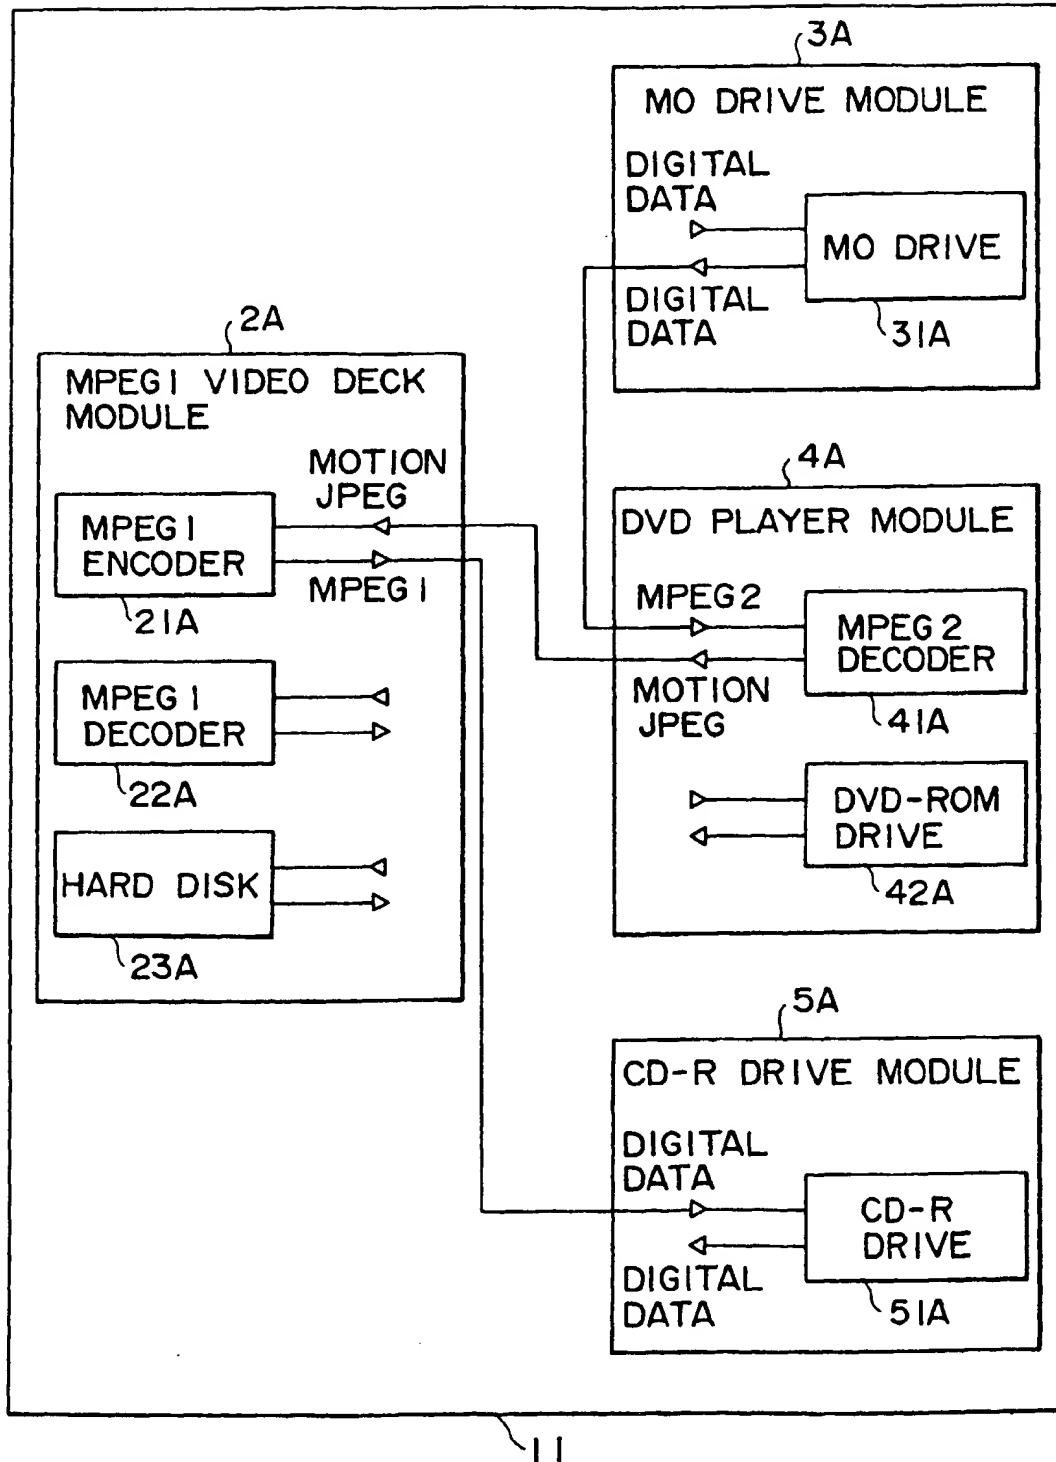 3A
MO DRIVE MODULE
DIGITAL
DATA
MO DRIVE
DIGITAL
DATA
31A
2A
MPEG1 VIDEO DECK
MODULE
MOTION
JPEG
MPEG1
ENCODER
MPEG1
21A
MPEG1
DECODER
22A
HARD DISK
23A
4A
DVD PLAYER MODULE
MPEG2
MPEG2
DECODER
MOTION
JPEG
41A
DVD-ROM
DRIVE
42A
5A
CD-R DRIVE MODULE
DIGITAL
DATA
CD-R
DRIVE
DIGITAL
DATA
51A
11